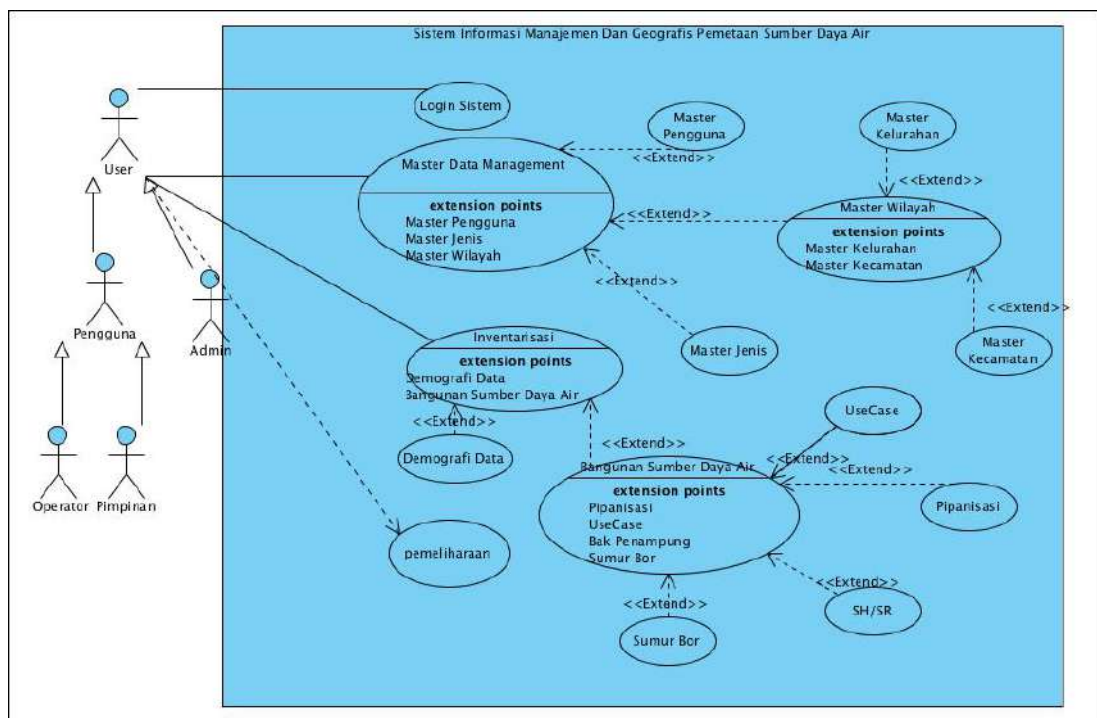 Sistem Informasi Manajemen Dan Geografis Pemetaan Sumber Daya Air
User
Login Sistem
Master
Pengguna
<<Extend>>
Master
Kelurahan
<<Extend>>
Master Data Management
extension points
Master Pengguna
Master Jenis
Master Wilayah
<<Extend>>
Master Wilayah
extension points
Master Kelurahan
Master Kecamatan
<<Extend>>
<<Extend>>
Master Jenis
Master
Kecamatan
Pengguna
Admin
Inventarisasi
extension points
Demografi Data
Bangunan Sumber Daya Air
<<Extend>>
Demografi Data
<<Extend>>
UseCase
<<Extend>>
Bangunan Sumber Daya Air
extension points
Pipanisasi
UseCase
Bak Penampung
Sumur Bor
<<Extend>>
Pipanisasi
Operator
Pimpinan
pemeliharaan
<<Extend>>
SH/SR
<<Extend>>
Sumur Bor